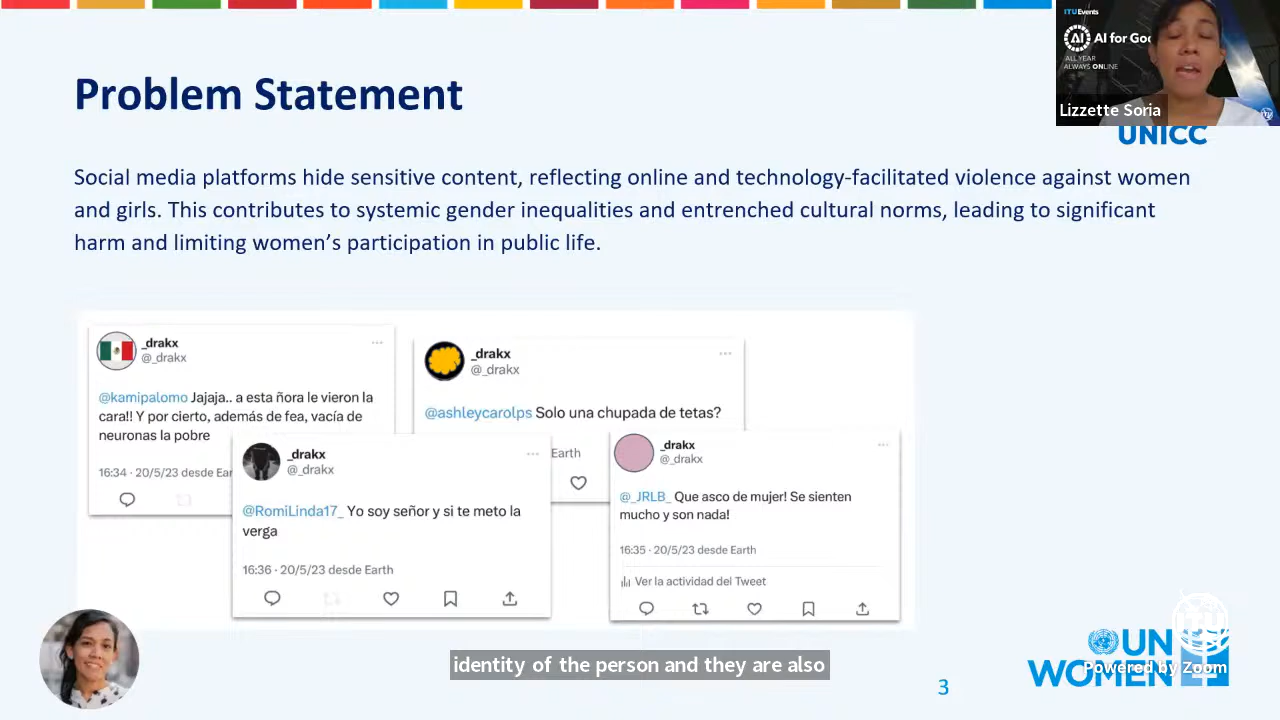 ITUEvents
AI for Goo
ALL YEAR
ALWAYS ONLINE
Lizzette Soria
UNICC
Problem Statement
Social media platforms hide sensitive content, reflecting online and technology-facilitated violence against women
and girls. This contributes to systemic gender inequalities and entrenched cultural norms, leading to significant
harm and limiting women’s participation in public life.
_drakx
@_drakx
@kamipalomo Jajaja.. a esta ñora le vieron la
cara!! Y por cierto, además de fea, vacía de
neuronas la pobre
16:34 · 20/5/23 desde Ear
_drakx
@_drakx
@ashleycarolps Solo una chupada de tetas?
Earth
_drakx
@_drakx
@RomiLinda17_ Yo soy señor y si te meto la
verga
16:36 · 20/5/23 desde Earth
_drakx
@_drakx
@_JRLB_ Que asco de mujer! Se sienten
mucho y son nada!
16:35 · 20/5/23 desde Earth
Ver la actividad del Tweet
identity of the person and they are also
3
UN
WOMEN
ITU
Powered by Zoom